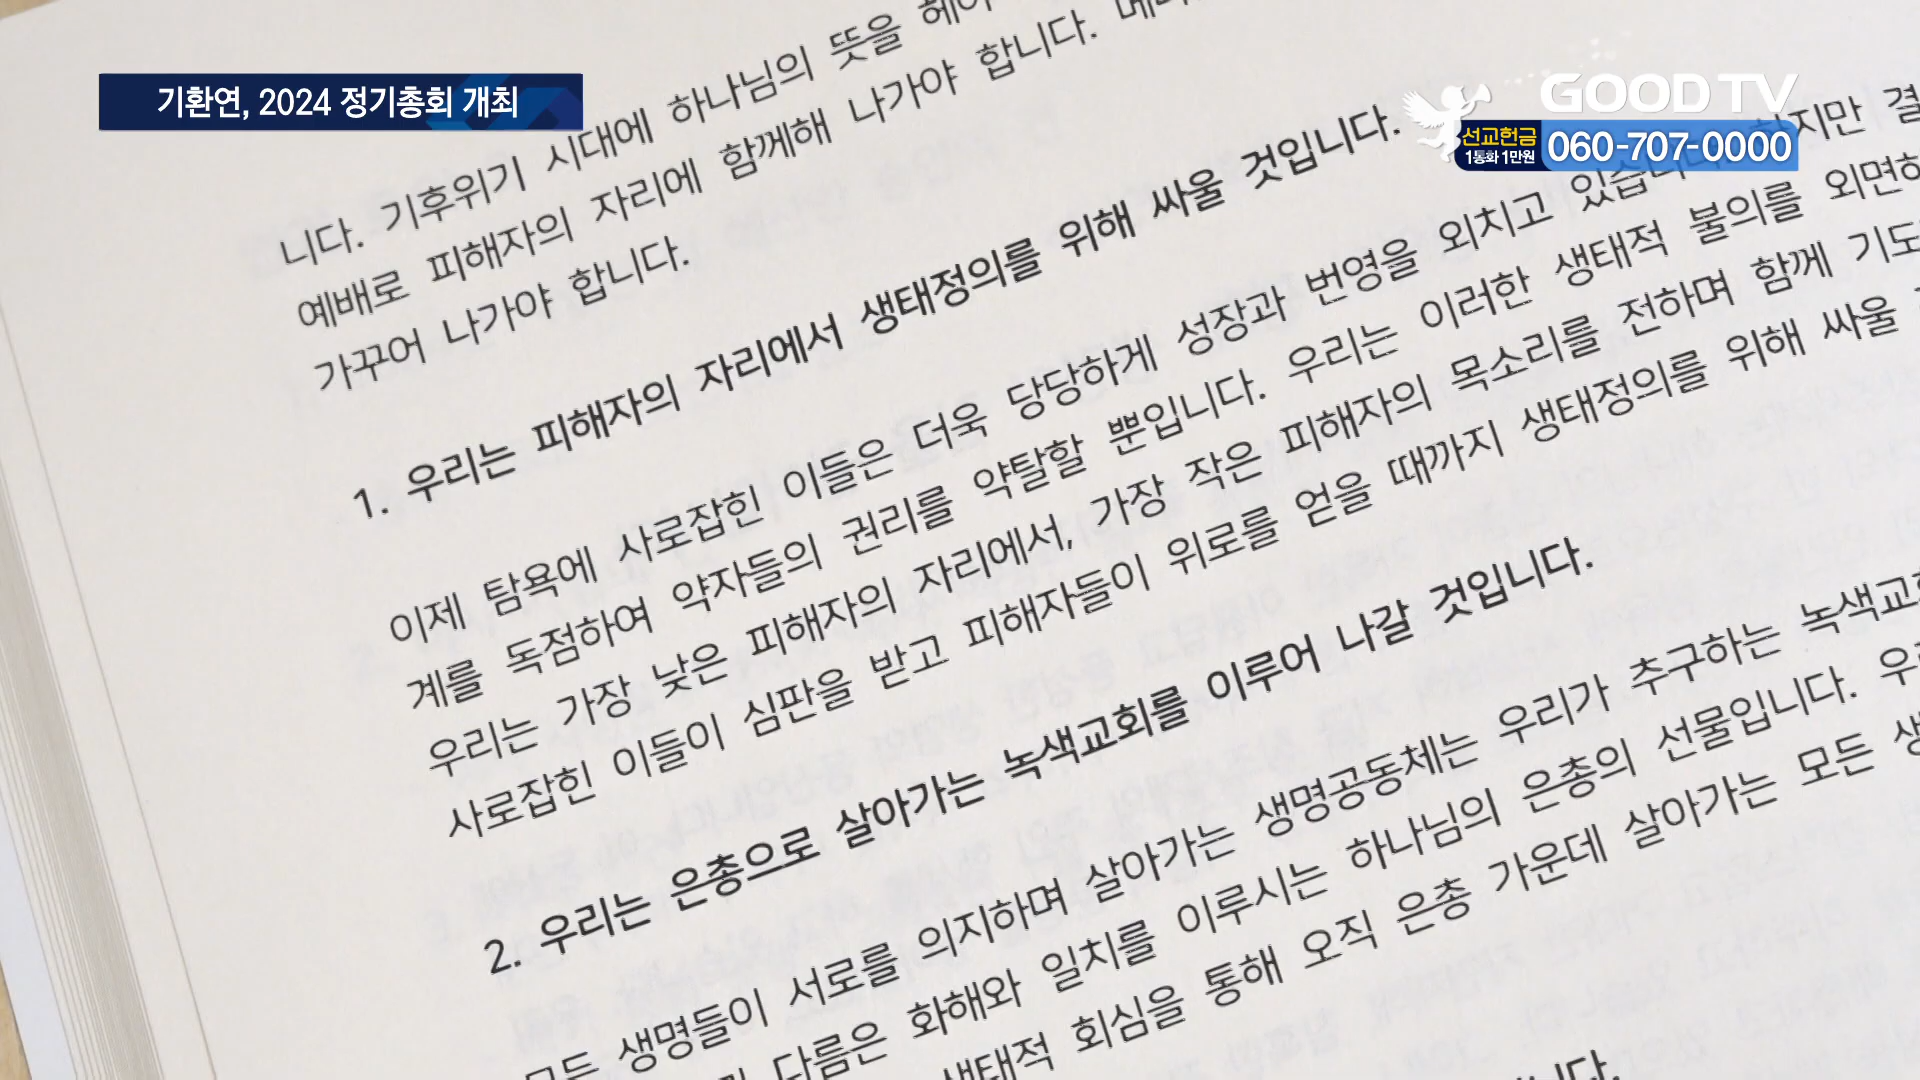 기환연, 2024 정기총회 개최
GOODTV
선교헌금
1통화 1만원
060-707-0000
니다. 기후위기 시대에 하나님의 뜻을
예배로 피해자의 자리에 함께해 나가야 합니다.
가꾸어 나가야 합니다.
1. 우리는 피해자의 자리에서 생태정의를 위해 싸울 것입니다.
이제 탐욕에 사로잡힌 이들은 더욱 당당하게 성장과 번영을 외치고 있습니다
계를 독점하여 약자들의 권리를 약탈할 뿐입니다. 우리는 이러한 생태적 불의를
우리는 가장 낮은 피해자의 자리에서, 가장 작은 피해자의 목소리를 전하며 함께
사로잡힌 이들이 심판을 받고 피해자들이 위로를 얻을 때까지 생태정의를 위해 싸울
2. 우리는 은총으로 살아가는 녹색교회를 이루어 나갈 것입니다.
모든 생명들이 서로를 의지하며 살아가는 생명공동체는 우리가 추구하는
다름은 화해와 일치를 이루시는 하나님의 은총의 선물입니다.
생태적 회심을 통해 오직 은총 가운데 살아가는 모든